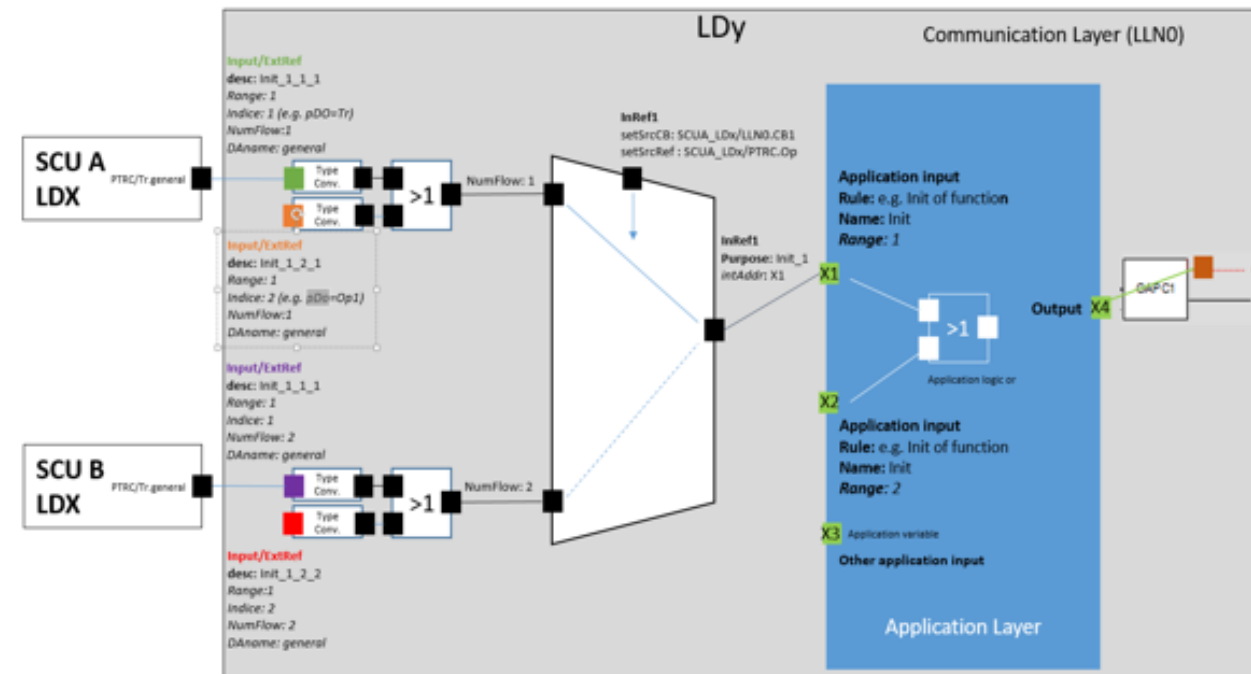 LDy
Communication Layer (LLN0)
Input/ExtRef
desc: Init_1_1_1
Range: 1
Indice: 1 (e.g. pDO=Tr)
NumFlow:1
DAname: general
SCU A
LDX
PTRC/Tr.general
Type
Conv.
Type
Conv.
>1
NumFlow: 1
InRef1
setSrcCB: SCUA_LDx/LLN0.CB1
setSrcRef : SCUA_LDx/PTRC.Op
Input/ExtRef
desc: Init_1_2_1
Range: 1
Indice: 2 (e.g. pDo=Op1)
NumFlow:1
DAname: general
InRef1
Purpose: Init_1
intAddr: X1
Application input
Rule: e.g. Init of function
Name: Init
Range: 1
X1
>1
Application logic or
Output
X4
X2
Application input
Rule: e.g. Init of function
Name: Init
Range: 2
X3
Application variable
Other application input
Application Layer
Input/ExtRef
desc: Init_1_1_1
Range: 1
Indice: 1
NumFlow: 2
DAname: general
SCU B
LDX
PTRC/Tr.general
Type
Conv.
Type
Conv.
>1
NumFlow: 2
Input/ExtRef
desc: Init_1_2_2
Range:1
Indice: 2
NumFlow: 2
DAname: general